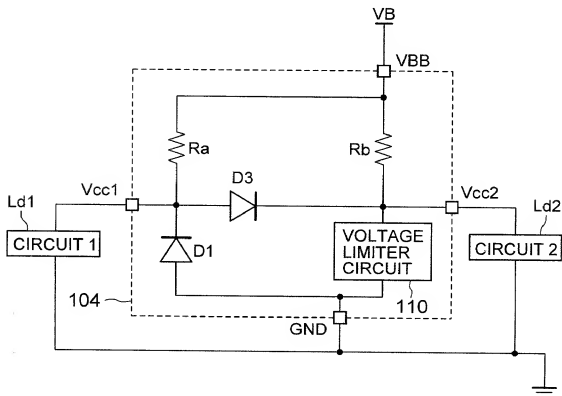 VB
VBB
Ra
Rb
D3
Vcc1
Vcc2
Ld1
Ld2
CIRCUIT 1
D1
VOLTAGE
LIMITER
CIRCUIT
CIRCUIT 2
104
110
GND